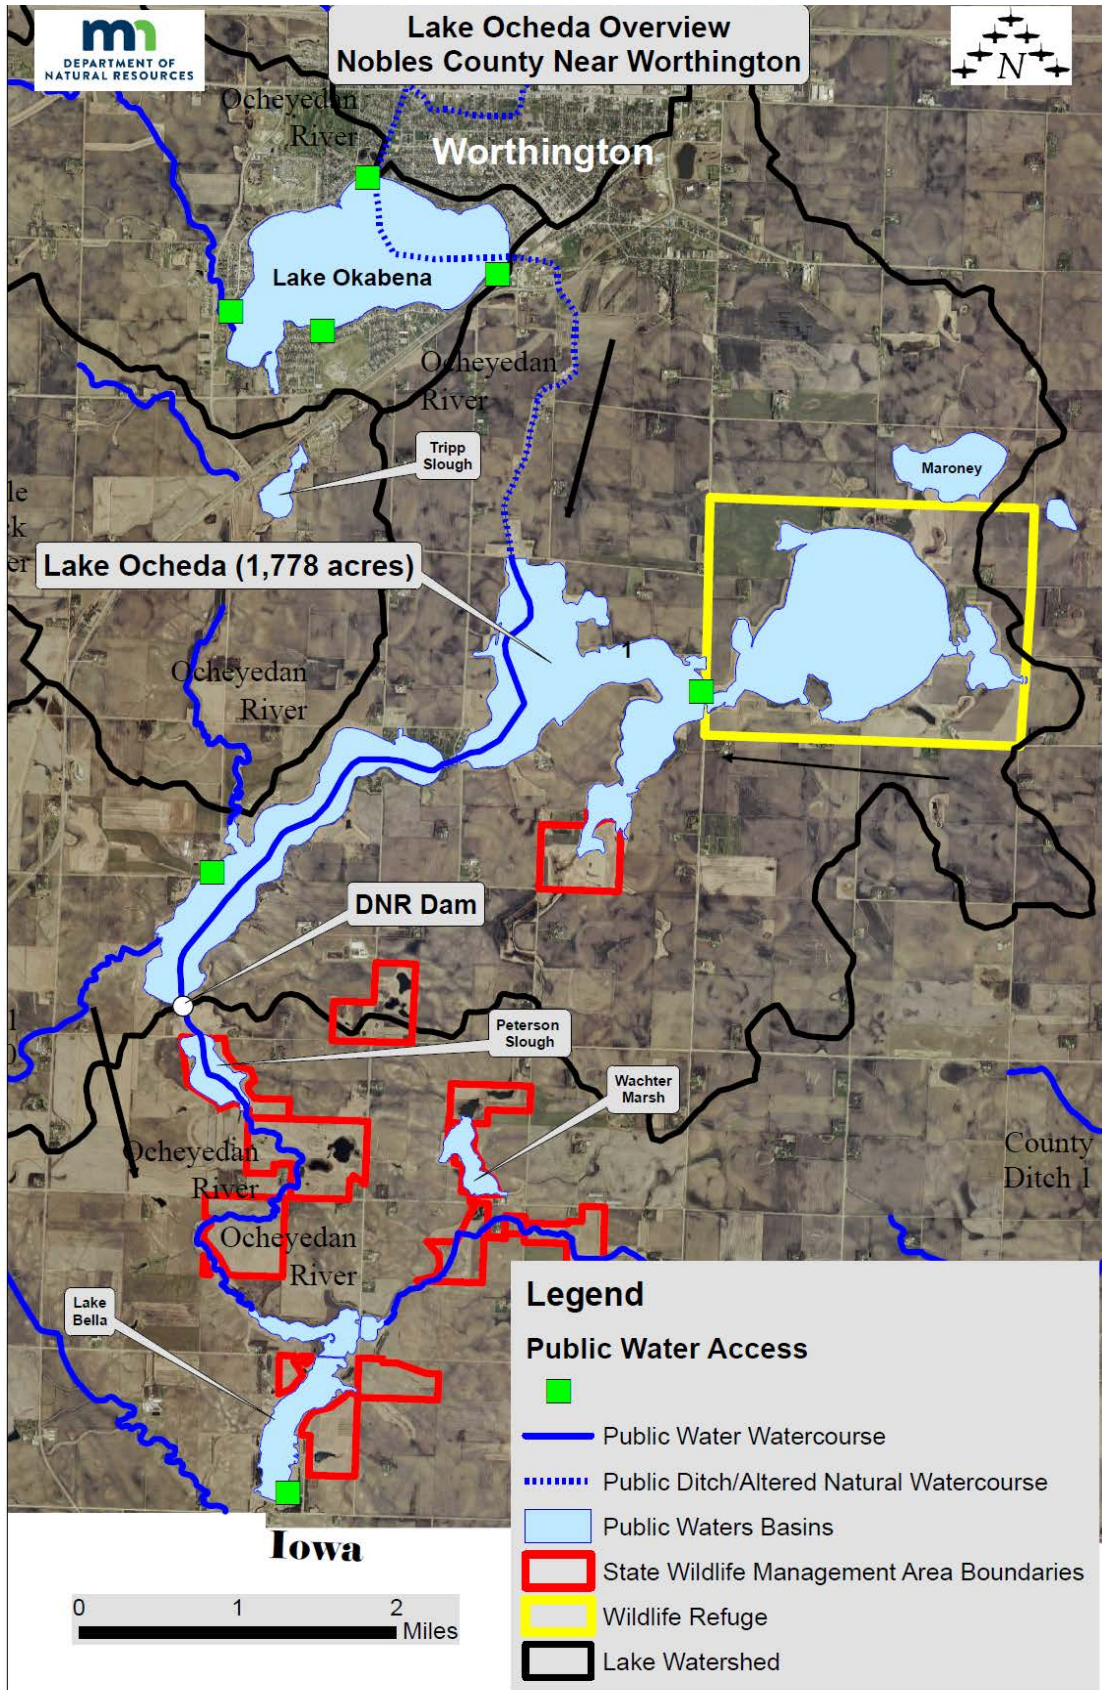 DEPARTMENT OF
NATURAL RESOURCES
Lake Ocheda Overview
Nobles County Near Worthington
N
Ocheyedan
River
Worthington
Lake Okabena
Ocheyedan
River
Tripp
Slough
Maroney
le
ck
er
Lake Ocheda (1,778 acres)
1
Ocheyedan
River
DNR Dam
Peterson
Slough
Wachter
Marsh
County
Ditch 1
Ocheyedan
River
Ocheyedan
River
Lake
Bella
Iowa
0 1 2
Miles
Legend
Public Water Access
Public Water Watercourse
Public Ditch/Altered Natural Watercourse
Public Waters Basins
State Wildlife Management Area Boundaries
Wildlife Refuge
Lake Watershed